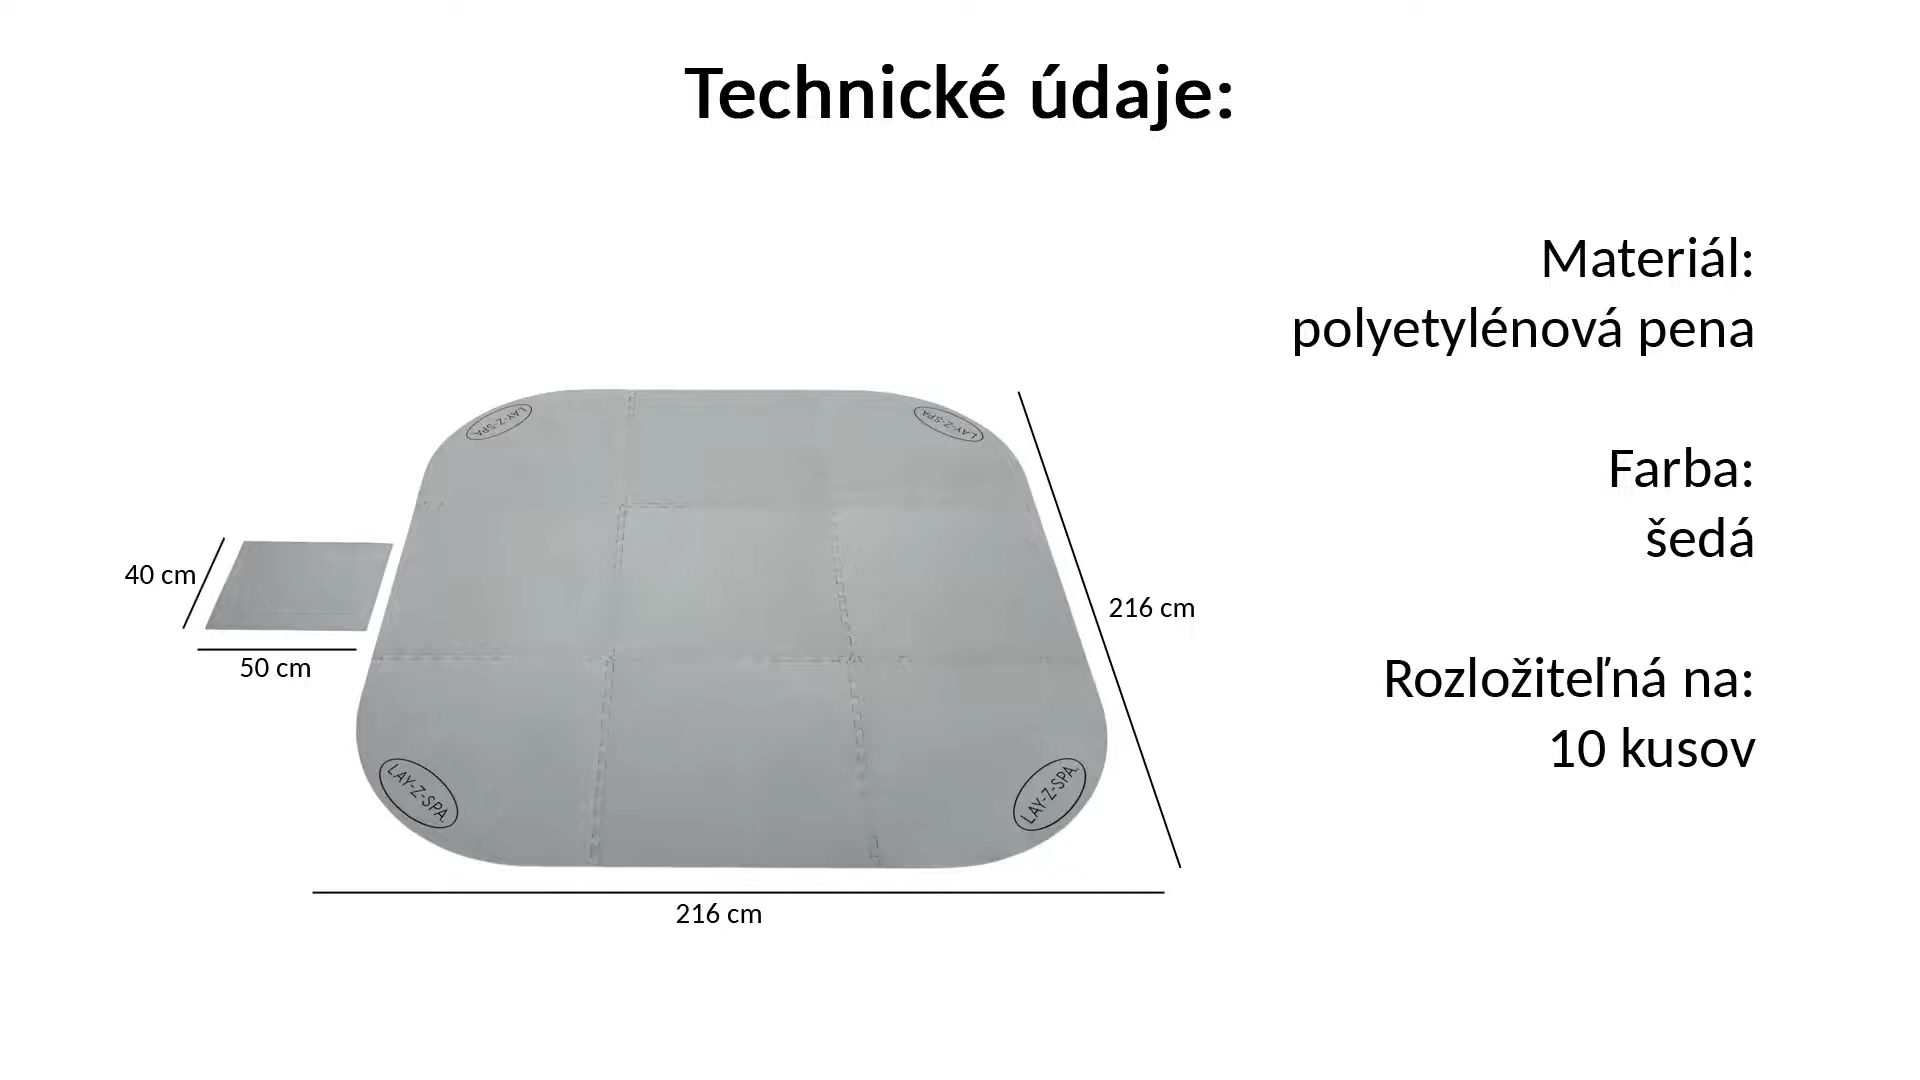 Technické údaje:
Materiál:
polyetylénová pena
Farba:
šedá
Rozložiteľná na:
10 kusov
40 cm
50 cm
216 cm
216 cm
LAY-Z-SPA
LAY-Z-SPA
LAY-Z-SPA
LAY-Z-SPA